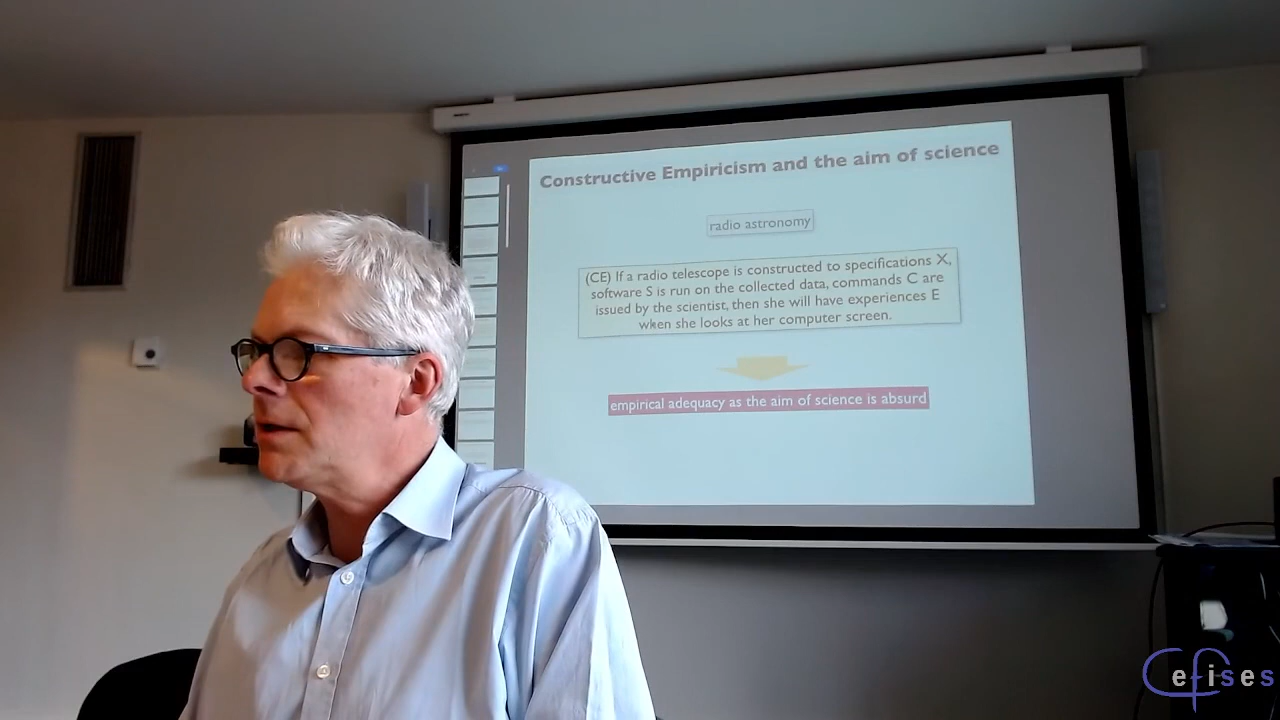 Constructive Empiricism and the aim of science
radio astronomy
(CE) If a radio telescope is constructed to specifications X,
software S is run on the collected data, commands C are
issued by the scientist, then she will have experiences E
when she looks at her computer screen.
empirical adequacy as the aim of science is absurd
Cefises